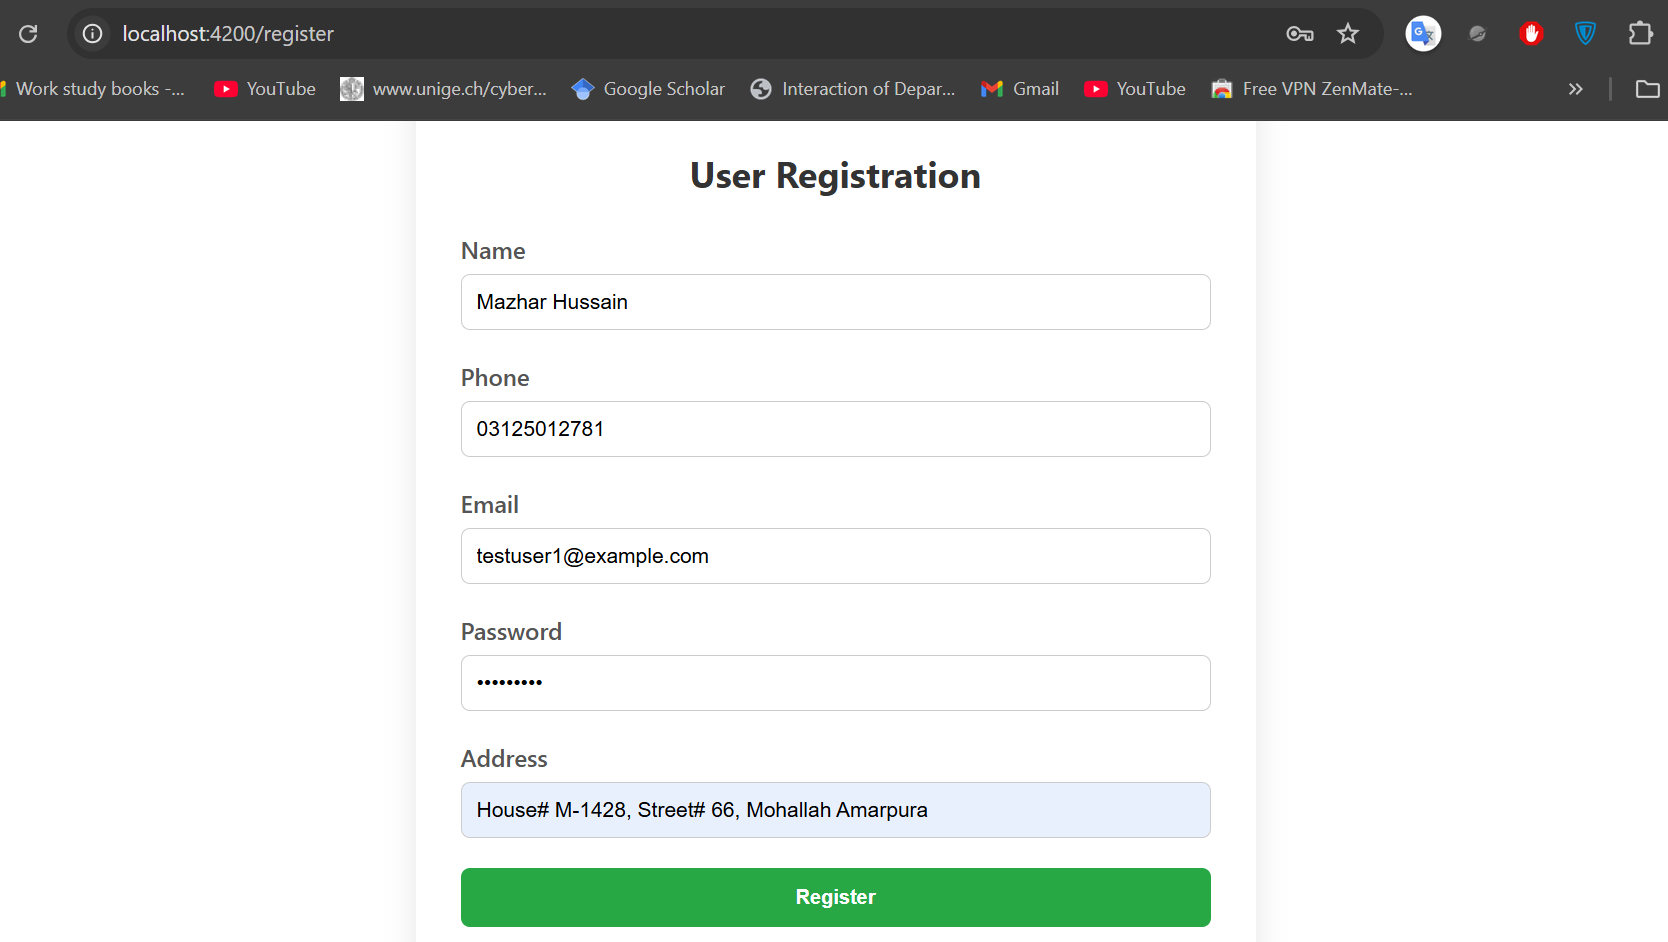 localhost:4200/register
Work study books -... YouTube www.unige.ch/cyber... Google Scholar Interaction of Depar... Gmail YouTube Free VPN ZenMate-... »
User Registration
Name
Mazhar Hussain
Phone
03125012781
Email
testuser1@example.com
Password
•••••••••
Address
House# M-1428, Street# 66, Mohallah Amarpura
Register